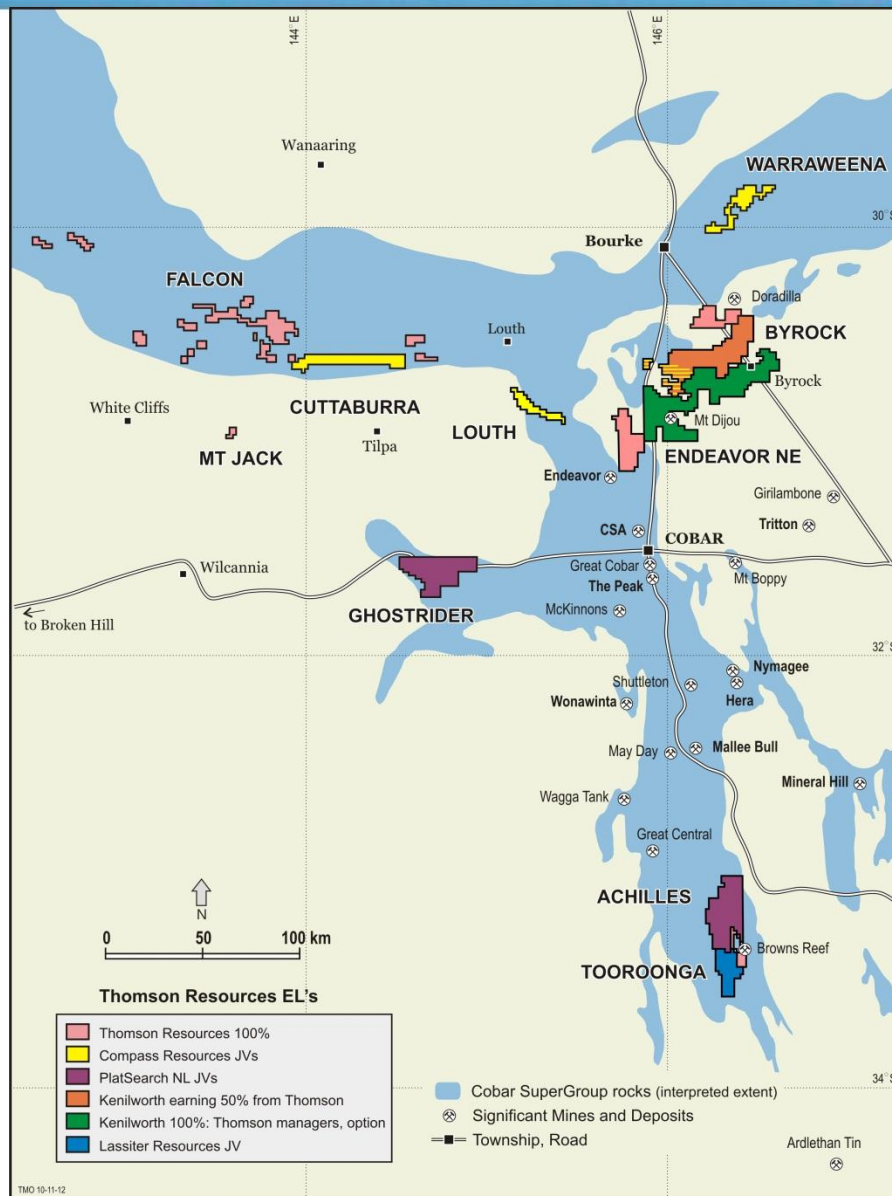 144°E
146°E
Wanaaring
WARRAWEENA
30°S
Bourke
FALCON
Doradilla
Louth
BYROCK
Byrock
CUTTABURRA
White Cliffs
Tilpa
LOUTH
Mt Dijou
MT JACK
ENDEAVOR NE
Endeavor
Girilambone
Tritton
CSA
COBAR
Great Cobar
Mt Boppy
Wilcannia
The Peak
GHOSTRIDER
McKinnons
to Broken Hill
32°S
Nymagee
Shuttleton
Hera
Wonawinta
May Day
Mallee Bull
Mineral Hill
Wagga Tank
Great Central
N
ACHILLES
0 50 100 km
Browns Reef
TOOROONGA
Thomson Resources EL's
Thomson Resources 100%
Compass Resources JVs
PlatSearch NL JVs
Kenilworth earning 50% from Thomson
Kenilworth 100%: Thomson managers, option
Lassiter Resources JV
34°S
Cobar SuperGroup rocks (interpreted extent)
Significant Mines and Deposits
Township, Road
Ardlethan Tin
TMO 10-11-12